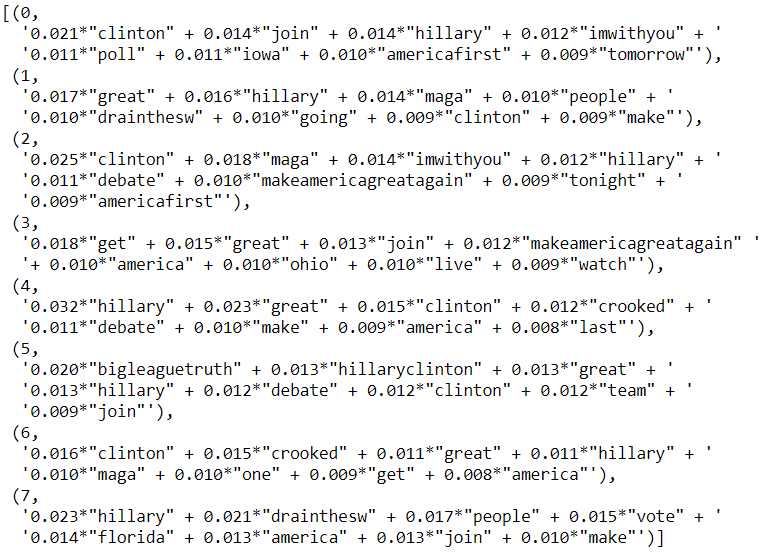 [(0,
'0.021*"clinton" + 0.014*"join" + 0.014*"hillary" + 0.012*"imwithyou" + '
'0.011*"poll" + 0.011*"iowa" + 0.010*"americafirst" + 0.009*"tomorrow"'),
(1,
'0.017*"great" + 0.016*"hillary" + 0.014*"maga" + 0.010*"people" + '
'0.010*"drainthesw" + 0.010*"going" + 0.009*"clinton" + 0.009*"make"'),
(2,
'0.025*"clinton" + 0.018*"maga" + 0.014*"imwithyou" + 0.012*"hillary" + '
'0.011*"debate" + 0.010*"makeamericagreatagain" + 0.009*"tonight" + '
'0.009*"americafirst"'),
(3,
'0.018*"get" + 0.015*"great" + 0.013*"join" + 0.012*"makeamericagreatagain" '
'+ 0.010*"america" + 0.010*"ohio" + 0.010*"live" + 0.009*"watch"'),
(4,
'0.032*"hillary" + 0.023*"great" + 0.015*"clinton" + 0.012*"crooked" + '
'0.011*"debate" + 0.010*"make" + 0.009*"america" + 0.008*"last"'),
(5,
'0.020*"bigleaguetruth" + 0.013*"hillaryclinton" + 0.013*"great" + '
'0.013*"hillary" + 0.012*"debate" + 0.012*"clinton" + 0.012*"team" + '
'0.009*"join"'),
(6,
'0.016*"clinton" + 0.015*"crooked" + 0.011*"great" + 0.011*"hillary" + '
'0.010*"maga" + 0.010*"one" + 0.009*"get" + 0.008*"america"'),
(7,
'0.023*"hillary" + 0.021*"drainthesw" + 0.017*"people" + 0.015*"vote" + '
'0.014*"florida" + 0.013*"america" + 0.013*"join" + 0.010*"make"')]